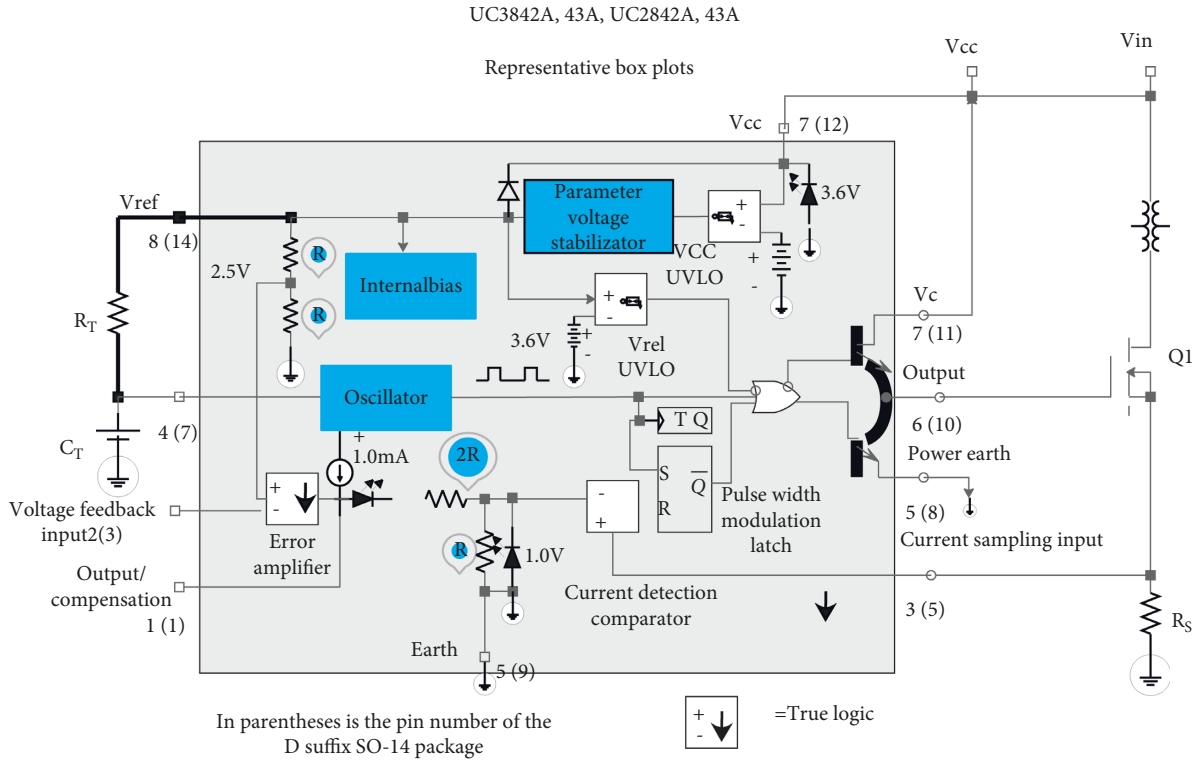 UC3842A, 43A, UC2842A, 43A
Representative box plots
Vcc
Vin
Vcc
7 (12)
Vref
8 (14)
Parameter
voltage
stabilizator
+
-
3.6V
VCC
UVLO
+
-
2.5V
R
R
Internalbias
RT
+
-
3.6V
+
-
Vrel
UVLO
Vc
7 (11)
Q1
Output
6 (10)
Oscillator
4 (7)
CT
+
1.0mA
2R
T Q
S
R
Q̅
Power earth
5 (8)
Pulse width
modulation
latch
Current sampling input
Voltage feedback
input2(3)
+
-
Error
amplifier
-
+
R
1.0V
Current detection
comparator
Output/
compensation
1 (1)
3 (5)
RS
Earth
5 (9)
In parentheses is the pin number of the
D suffix SO-14 package
+
-
=True logic